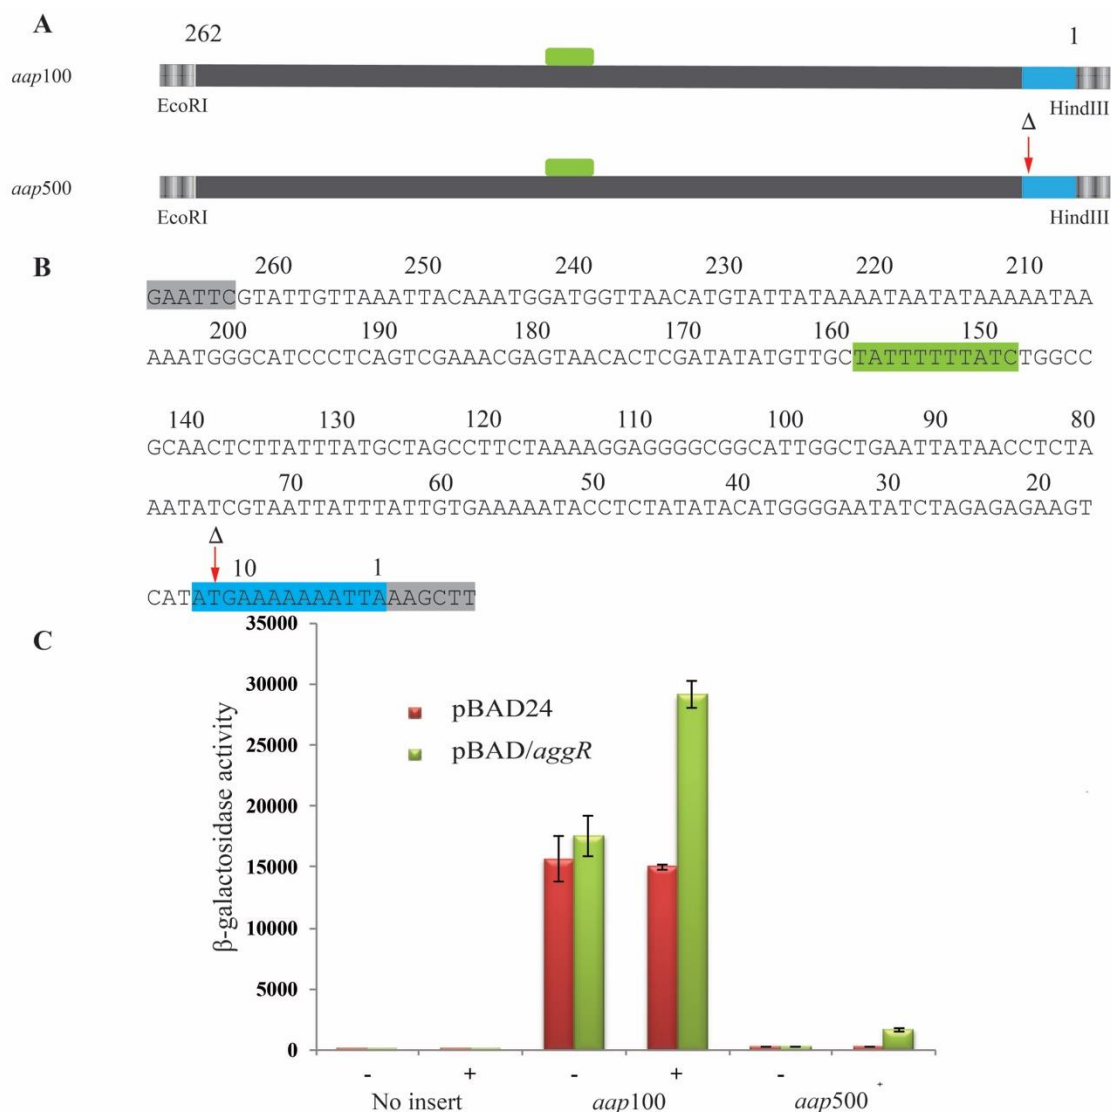 A
262 1
aap100
EcoRI HindIII
Δ
aap500
EcoRI HindIII
B
260 250 240 230 220 210
GAATTCGTATTGTTAAATTACAAATGGATGGTTAACATGTATTATAAAATAATATAAAAATAA
200 190 180 170 160 150
AAATGGGCATCCCTCAGTCGAAACGAGTAACACTCGATATATGTTGCTATTTTTTATCTGGCC
140 130 120 110 100 90 80
GCAACTCTTATTTATGCTAGCCTTCTAAAAGGAGGGGCGGCATTGGCTGAATTATAACCTCTA
70 60 50 40 30 20
AATATCGTAATTATTTATTGTGAAAAATACCTCTATATACATGGGGAATATCTAGAGAGAAGT
Δ
10 1
CATATGAAAAAAATTAAAGCTT
C
β-galactosidase activity
35000
30000
25000
20000
15000
10000
5000
0
pBAD24
pBAD/aggR
- + - + - +
No insert aap100 aap500